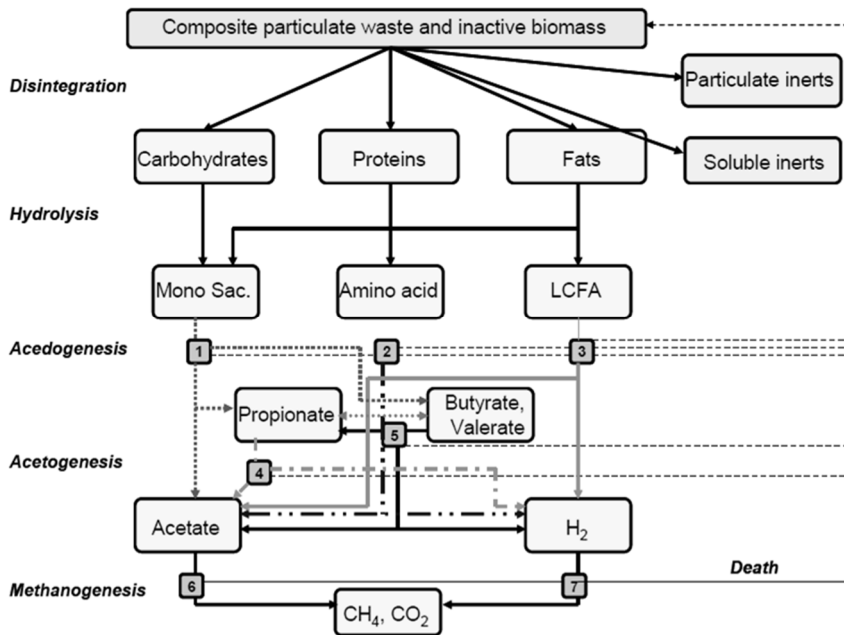 Composite particulate waste and inactive biomass
Disintegration
Particulate inerts
Carbohydrates
Proteins
Fats
Soluble inerts
Hydrolysis
Mono Sac.
Amino acid
LCFA
Acedogenesis
1
2
3
Propionate
Butyrate,
Valerate
5
Acetogenesis
4
Acetate
H₂
Death
Methanogenesis
6
7
CH₄, CO₂